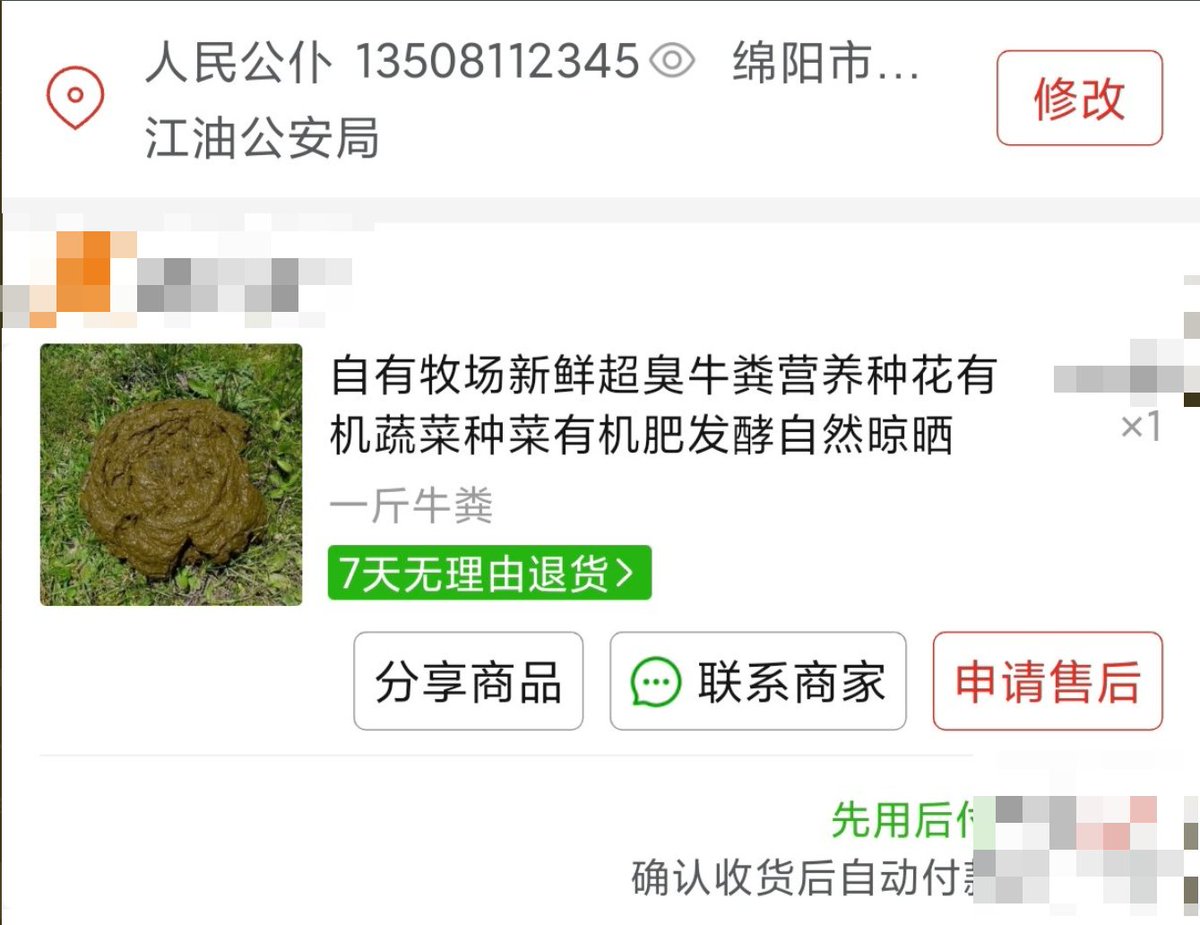 人民公仆 13508112345 绵阳市...
江油公安局
修改
自有牧场新鲜超臭牛粪营养种花有
机蔬菜种菜有机肥发酵自然晾晒
×1
一斤牛粪
7天无理由退货>
分享商品
联系商家
申请售后
先用后付
确认收货后自动付款